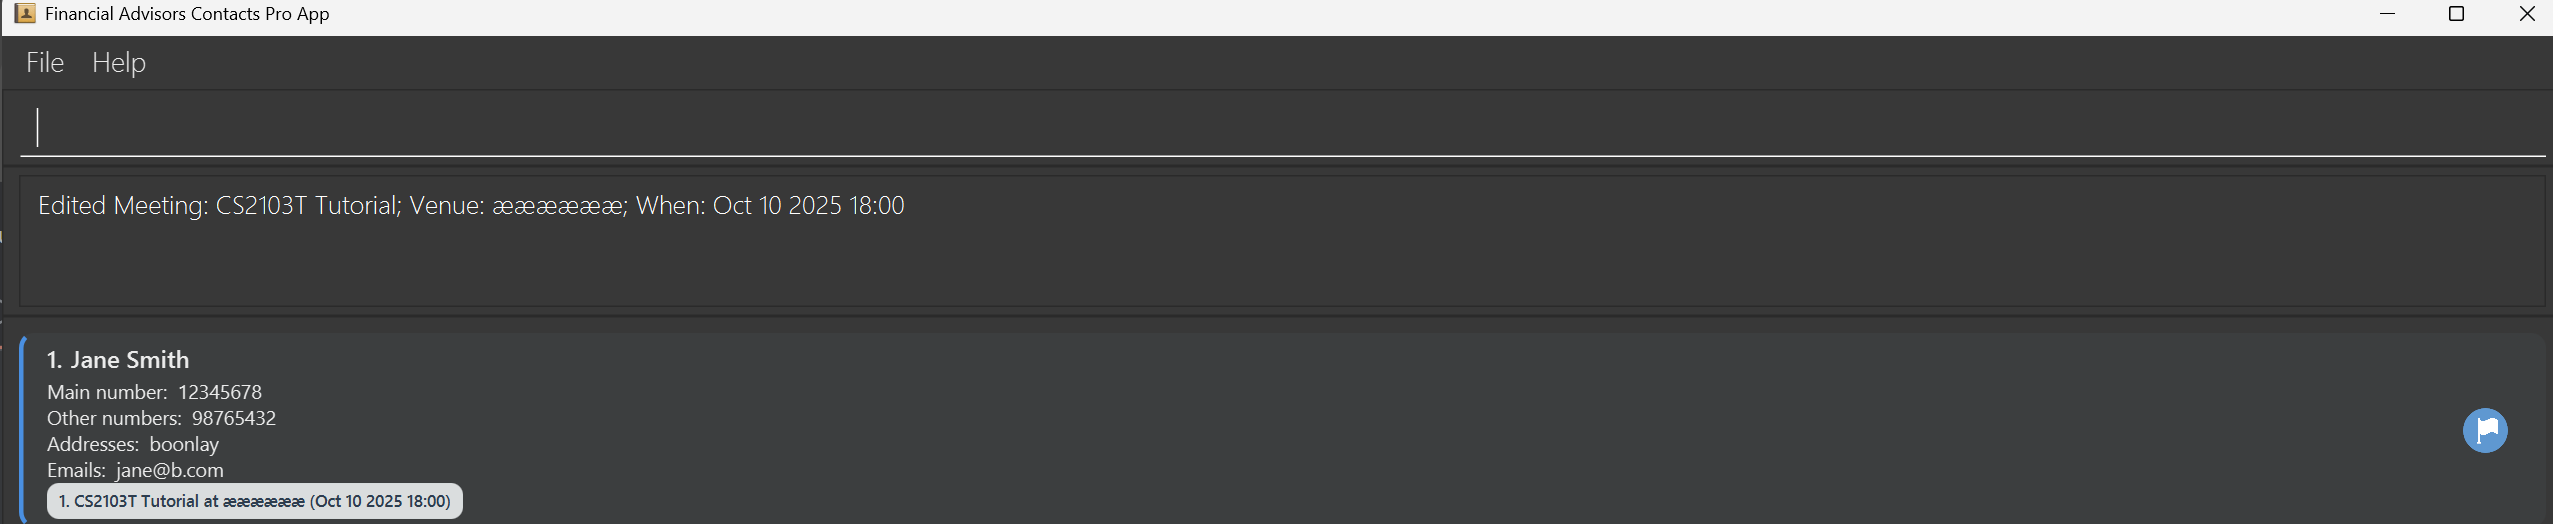 Financial Advisors Contacts Pro App
File Help
Edited Meeting: CS2103T Tutorial; Venue: ææææææ; When: Oct 10 2025 18:00
1. Jane Smith
Main number: 12345678
Other numbers: 98765432
Addresses: boonlay
Emails: jane@b.com
1. CS2103T Tutorial at ææææææ (Oct 10 2025 18:00)